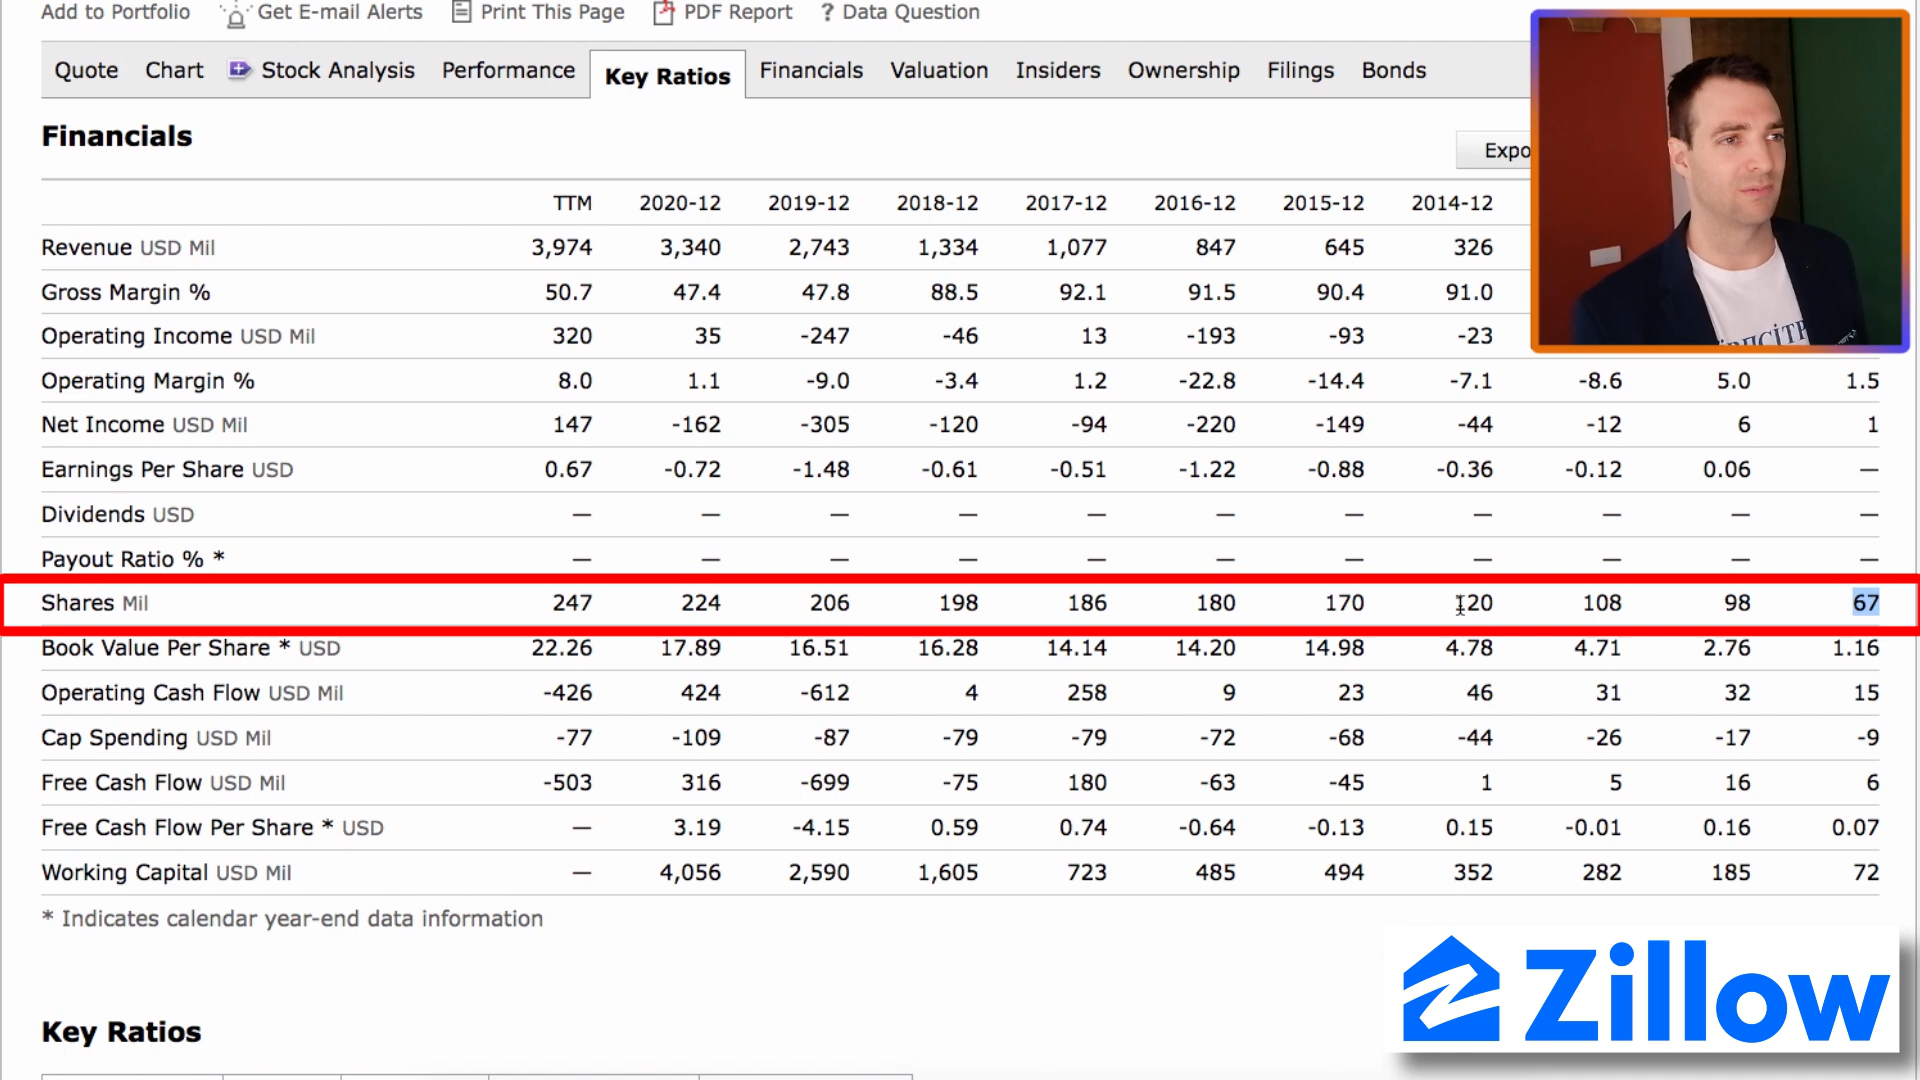 Add to Portfolio Get E-mail Alerts Print This Page PDF Report ? Data Question
Quote Chart Stock Analysis Performance Key Ratios Financials Valuation Insiders Ownership Filings Bonds
Financials
Expo
TTM 2020-12 2019-12 2018-12 2017-12 2016-12 2015-12 2014-12
Revenue USD Mil 3,974 3,340 2,743 1,334 1,077 847 645 326
Gross Margin % 50.7 47.4 47.8 88.5 92.1 91.5 90.4 91.0
Operating Income USD Mil 320 35 -247 -46 13 -193 -93 -23
Operating Margin % 8.0 1.1 -9.0 -3.4 1.2 -22.8 -14.4 -7.1 -8.6 5.0 1.5
Net Income USD Mil 147 -162 -305 -120 -94 -220 -149 -44 -12 6 1
Earnings Per Share USD 0.67 -0.72 -1.48 -0.61 -0.51 -1.22 -0.88 -0.36 -0.12 0.06 —
Dividends USD — — — — — — — — — — —
Payout Ratio % * — — — — — — — — — — —
Shares Mil 247 224 206 198 186 180 170 120 108 98 67
Book Value Per Share * USD 22.26 17.89 16.51 16.28 14.14 14.20 14.98 4.78 4.71 2.76 1.16
Operating Cash Flow USD Mil -426 424 -612 4 258 9 23 46 31 32 15
Cap Spending USD Mil -77 -109 -87 -79 -79 -72 -68 -44 -26 -17 -9
Free Cash Flow USD Mil -503 316 -699 -75 180 -63 -45 1 5 16 6
Free Cash Flow Per Share * USD — 3.19 -4.15 0.59 0.74 -0.64 -0.13 0.15 -0.01 0.16 0.07
Working Capital USD Mil — 4,056 2,590 1,605 723 485 494 352 282 185 72
* Indicates calendar year-end data information
Zillow
Key Ratios